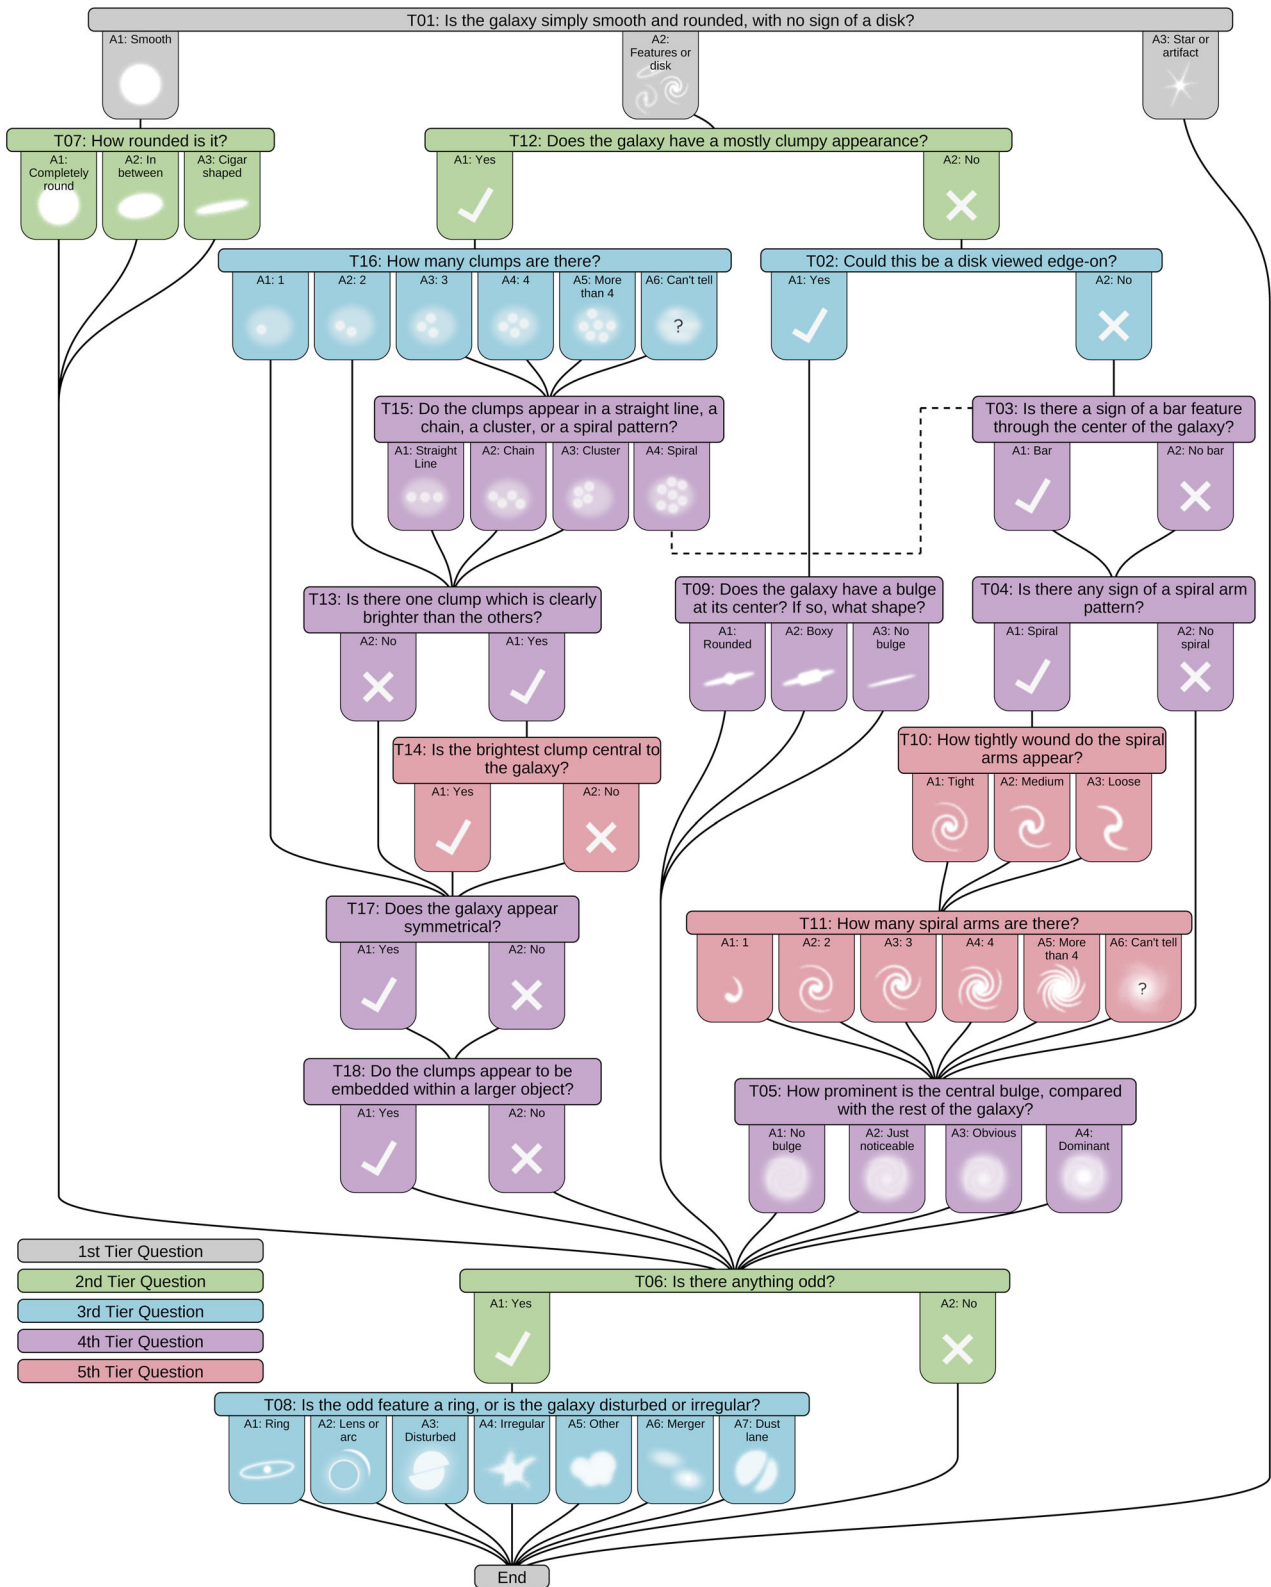 T01: Is the galaxy simply smooth and rounded, with no sign of a disk?
A1: Smooth
A2:
Features or
disk
A3: Star or
artifact
T07: How rounded is it?
A1:
Completely
round
A2: In
between
A3: Cigar
shaped
T12: Does the galaxy have a mostly clumpy appearance?
A1: Yes
A2: No
T16: How many clumps are there?
A1: 1
A2: 2
A3: 3
A4: 4
A5: More
than 4
A6: Can't tell
?
T02: Could this be a disk viewed edge-on?
A1: Yes
A2: No
T15: Do the clumps appear in a straight line, a
chain, a cluster, or a spiral pattern?
A1: Straight
Line
A2: Chain
A3: Cluster
A4: Spiral
T03: Is there a sign of a bar feature
through the center of the galaxy?
A1: Bar
A2: No bar
T13: Is there one clump which is clearly
brighter than the others?
A2: No
A1: Yes
T09: Does the galaxy have a bulge
at its center? If so, what shape?
A1:
Rounded
A2: Boxy
A3: No
bulge
T04: Is there any sign of a spiral arm
pattern?
A1: Spiral
A2: No
spiral
T14: Is the brightest clump central to
the galaxy?
A1: Yes
A2: No
T10: How tightly wound do the spiral
arms appear?
A1: Tight
A2: Medium
A3: Loose
T17: Does the galaxy appear
symmetrical?
A1: Yes
A2: No
T11: How many spiral arms are there?
A1: 1
A2: 2
A3: 3
A4: 4
A5: More
than 4
A6: Can't tell
?
T18: Do the clumps appear to be
embedded within a larger object?
A1: Yes
A2: No
T05: How prominent is the central bulge, compared
with the rest of the galaxy?
A1: No
bulge
A2: Just
noticeable
A3: Obvious
A4:
Dominant
1st Tier Question
2nd Tier Question
3rd Tier Question
4th Tier Question
5th Tier Question
T06: Is there anything odd?
A1: Yes
A2: No
T08: Is the odd feature a ring, or is the galaxy disturbed or irregular?
A1: Ring
A2: Lens or
arc
A3:
Disturbed
A4: Irregular
A5: Other
A6: Merger
A7: Dust
lane
End